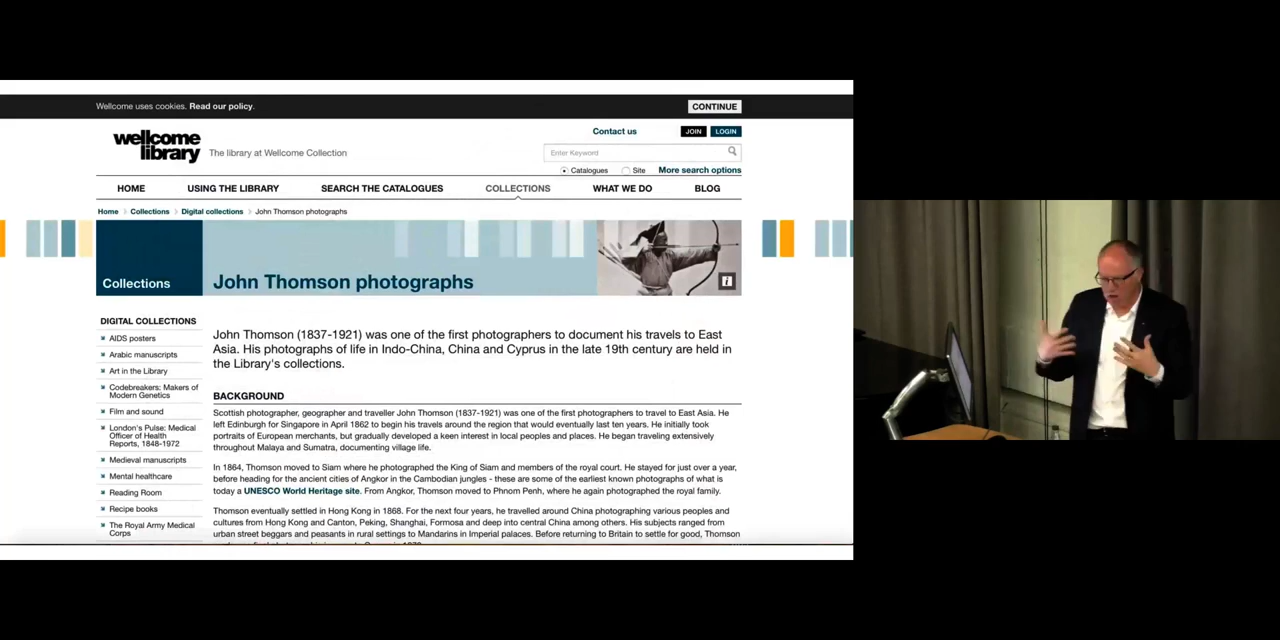 Wellcome uses cookies. Read our policy.
CONTINUE
Contact us
JOIN
LOGIN
wellcome
library
The library at Wellcome Collection
Enter Keyword
Catalogues
Site
More search options
HOME
USING THE LIBRARY
SEARCH THE CATALOGUES
COLLECTIONS
WHAT WE DO
BLOG
Home
Collections
Digital collections
John Thomson photographs
Collections
John Thomson photographs
i
DIGITAL COLLECTIONS
AIDS posters
Arabic manuscripts
Art in the Library
Codebreakers: Makers of
Modern Genetics
Film and sound
London's Pulse: Medical
Officer of Health
Reports, 1848-1972
Medieval manuscripts
Mental healthcare
Reading Room
Recipe books
The Royal Army Medical
Corps
John Thomson (1837-1921) was one of the first photographers to document his travels to East
Asia. His photographs of life in Indo-China, China and Cyprus in the late 19th century are held in
the Library's collections.
BACKGROUND
Scottish photographer, geographer and traveller John Thomson (1837-1921) was one of the first photographers to travel to East Asia. He
left Edinburgh for Singapore in April 1862 to begin his travels around the region that would eventually last ten years. He initially took
portraits of European merchants, but gradually developed a keen interest in local peoples and places. He began traveling extensively
throughout Malaya and Sumatra, documenting village life.
In 1864, Thomson moved to Siam where he photographed the King of Siam and members of the royal court. He stayed for just over a year,
before heading for the ancient cities of Angkor in the Cambodian jungles - these are some of the earliest known photographs of what is
today a UNESCO World Heritage site. From Angkor, Thomson moved to Phnom Penh, where he again photographed the royal family.
Thomson eventually settled in Hong Kong in 1868. For the next four years, he travelled around China photographing various peoples and
cultures from Hong Kong and Canton, Peking, Shanghai, Formosa and deep into central China among others. His subjects ranged from
urban street beggars and peasants in rural settings to Mandarins in Imperial palaces. Before returning to Britain to settle for good, Thomson